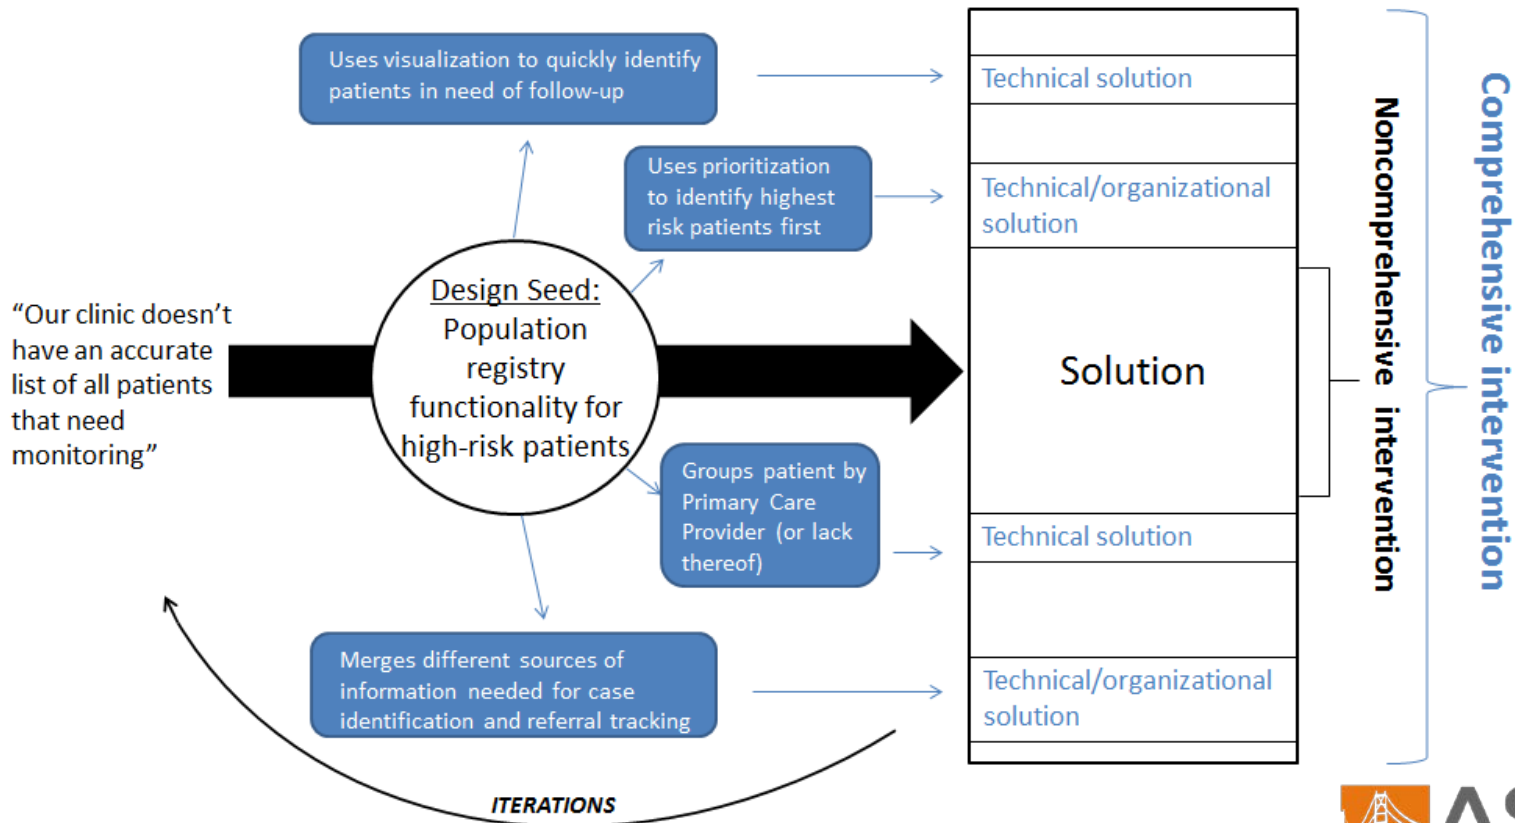 Uses visualization to quickly identify
patients in need of follow-up
Technical solution
Uses prioritization
to identify highest
risk patients first
Technical/organizational
solution
“Our clinic doesn’t
have an accurate
list of all patients
that need
monitoring”
Design Seed:
Population
registry
functionality for
high-risk patients
Solution
Groups patient by
Primary Care
Provider (or lack
thereof)
Technical solution
Merges different sources of
information needed for case
identification and referral tracking
Technical/organizational
solution
ITERATIONS
Noncomprehensive intervention
Comprehensive intervention